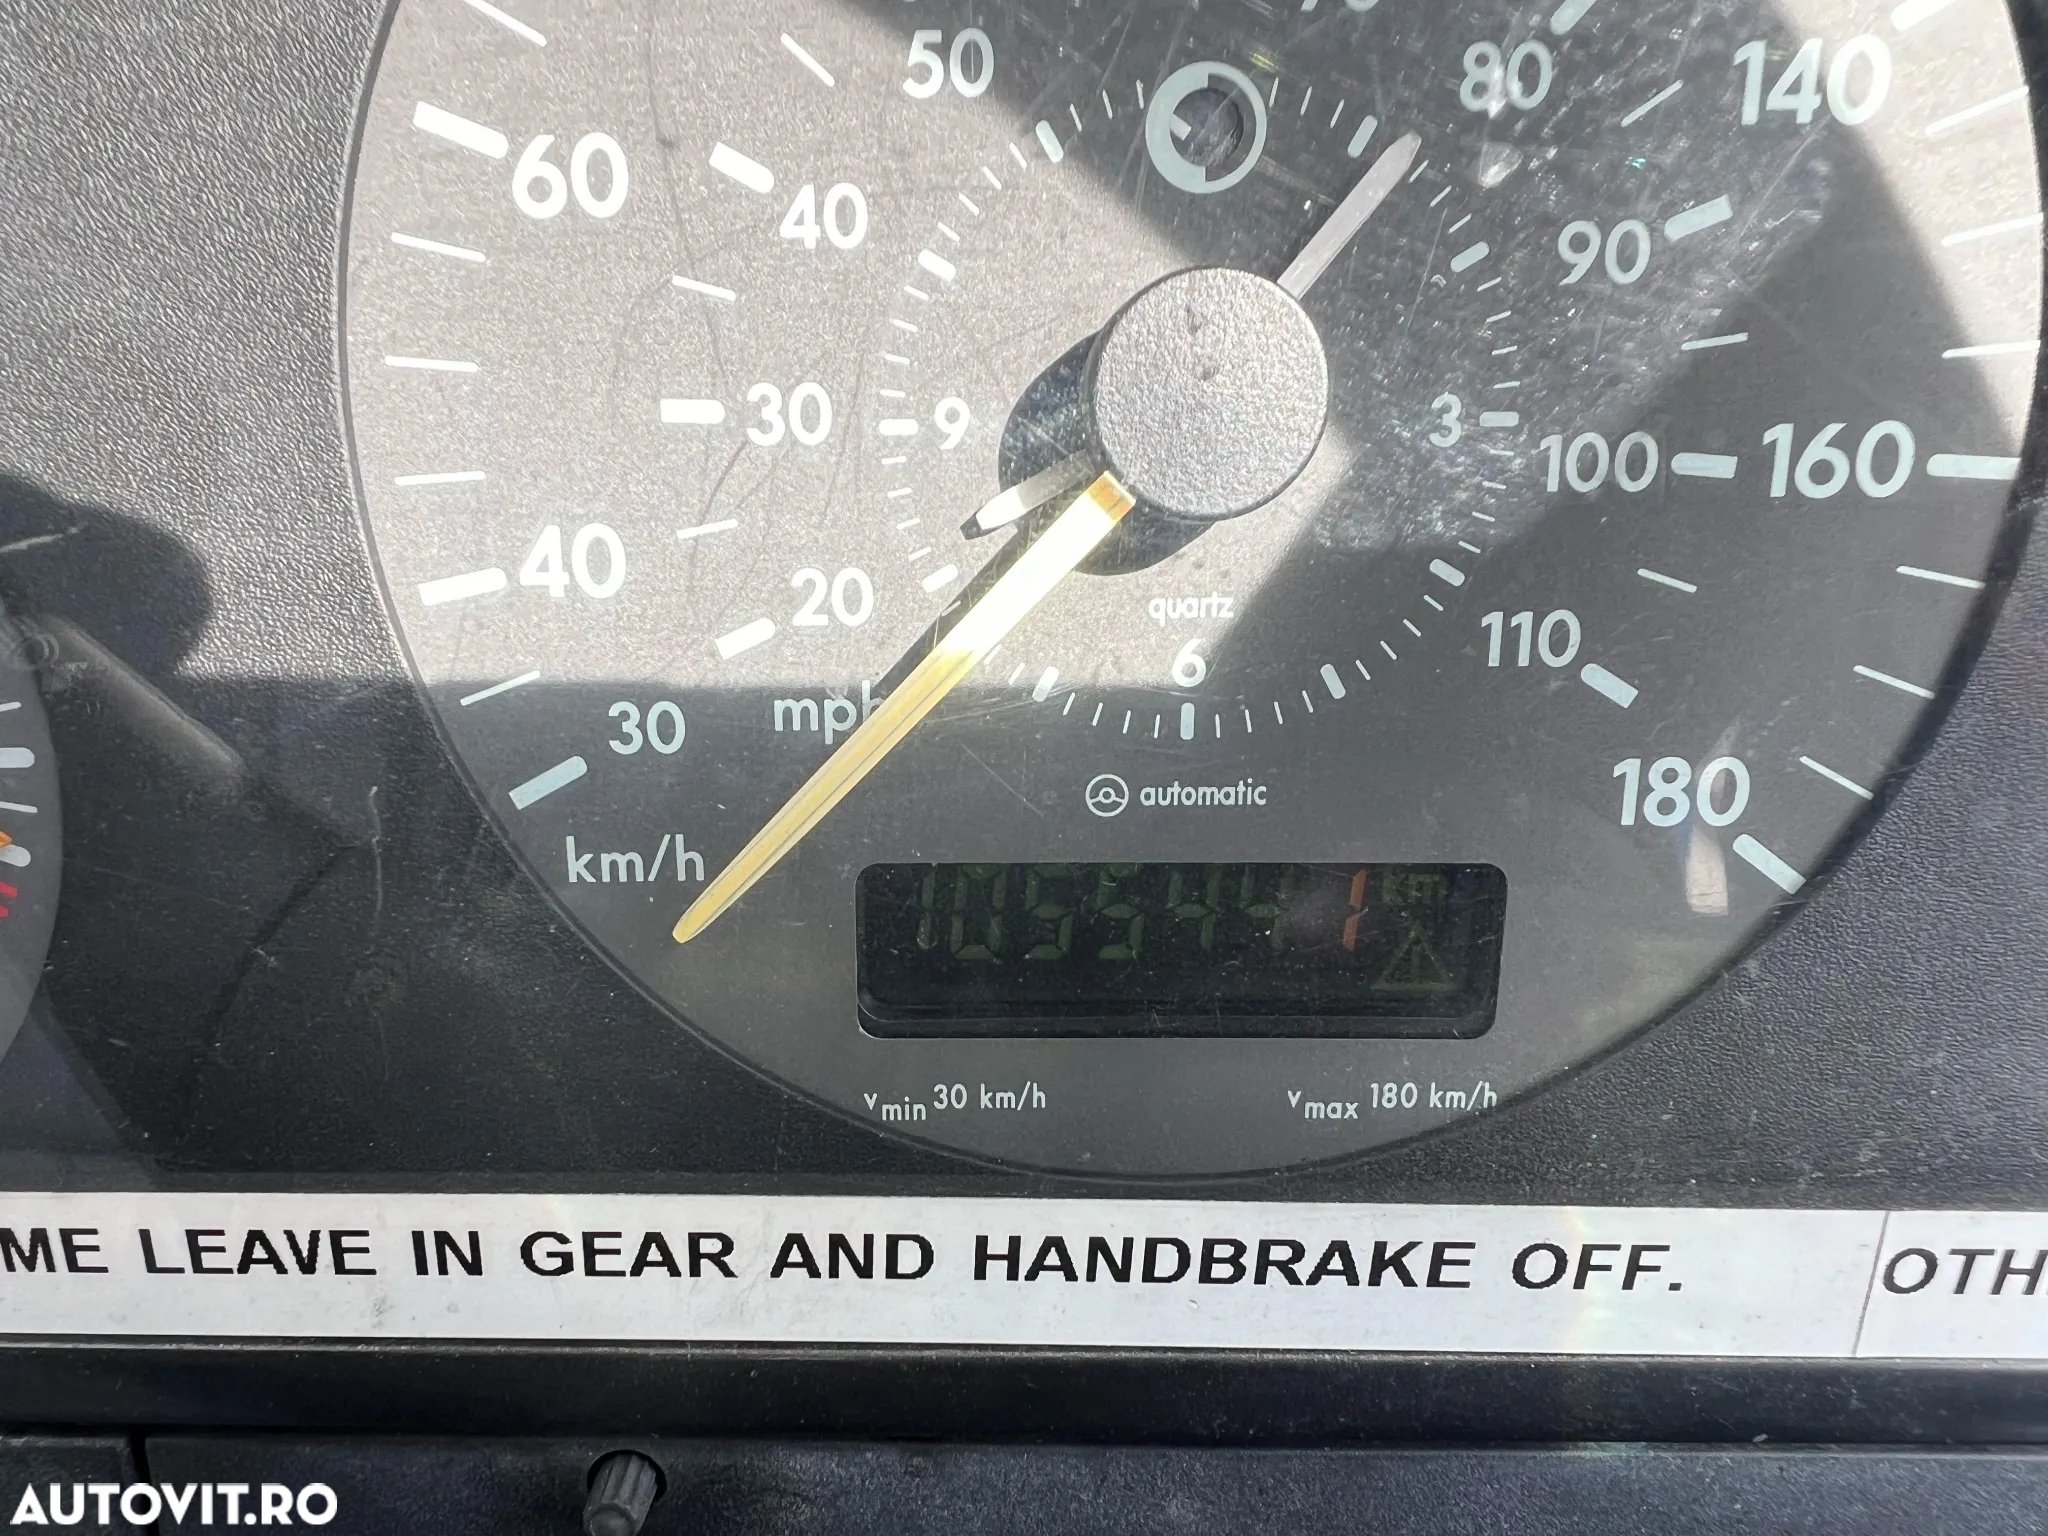 50 80 140
60 40 90
30 9 3 100 160
40 20 quartz 110
6
30 mph
180
automatic
km/h
1055441 km
vmin 30 km/h vmax 180 km/h
ME LEAVE IN GEAR AND HANDBRAKE OFF. OTH
AUTOVIT.RO